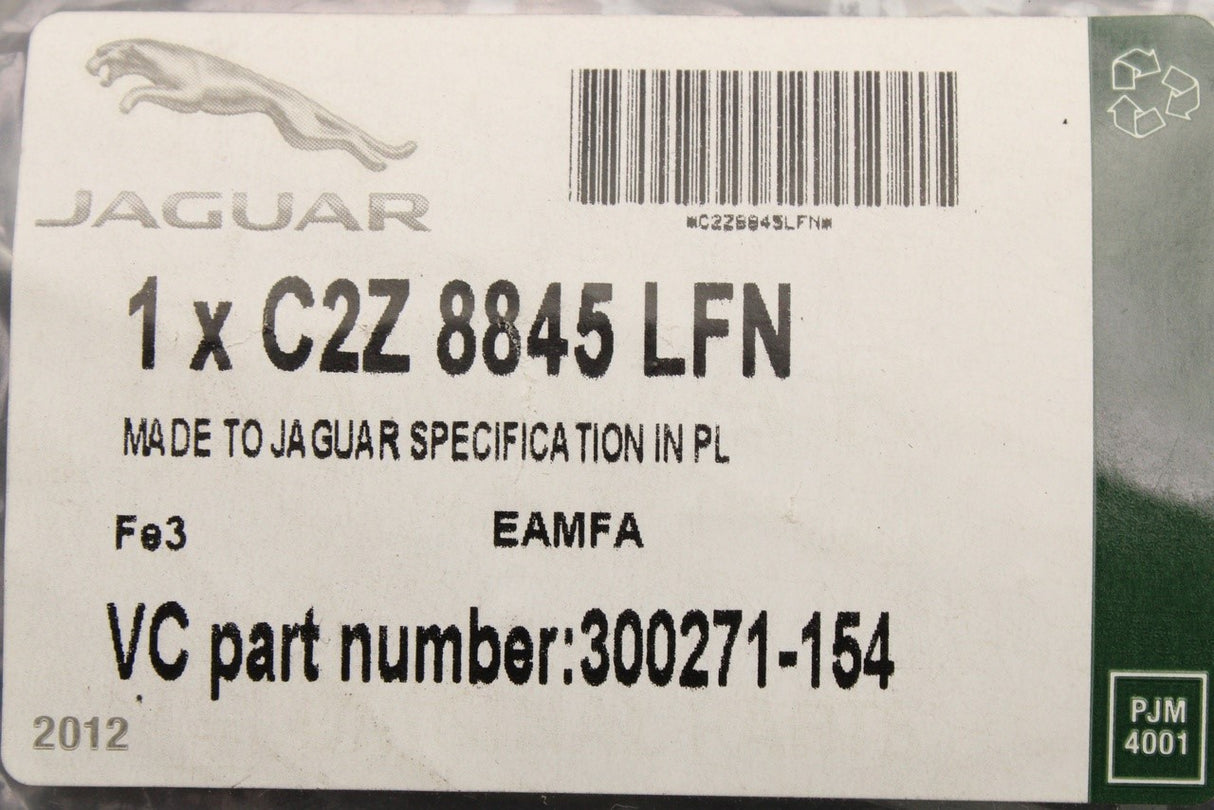 JAGUAR
*C2Z8845LFN*
1 x C2Z 8845 LFN
MADE TO JAGUAR SPECIFICATION IN PL
Fe3 EAMFA
VC part number:300271-154
2012
PJM
4001